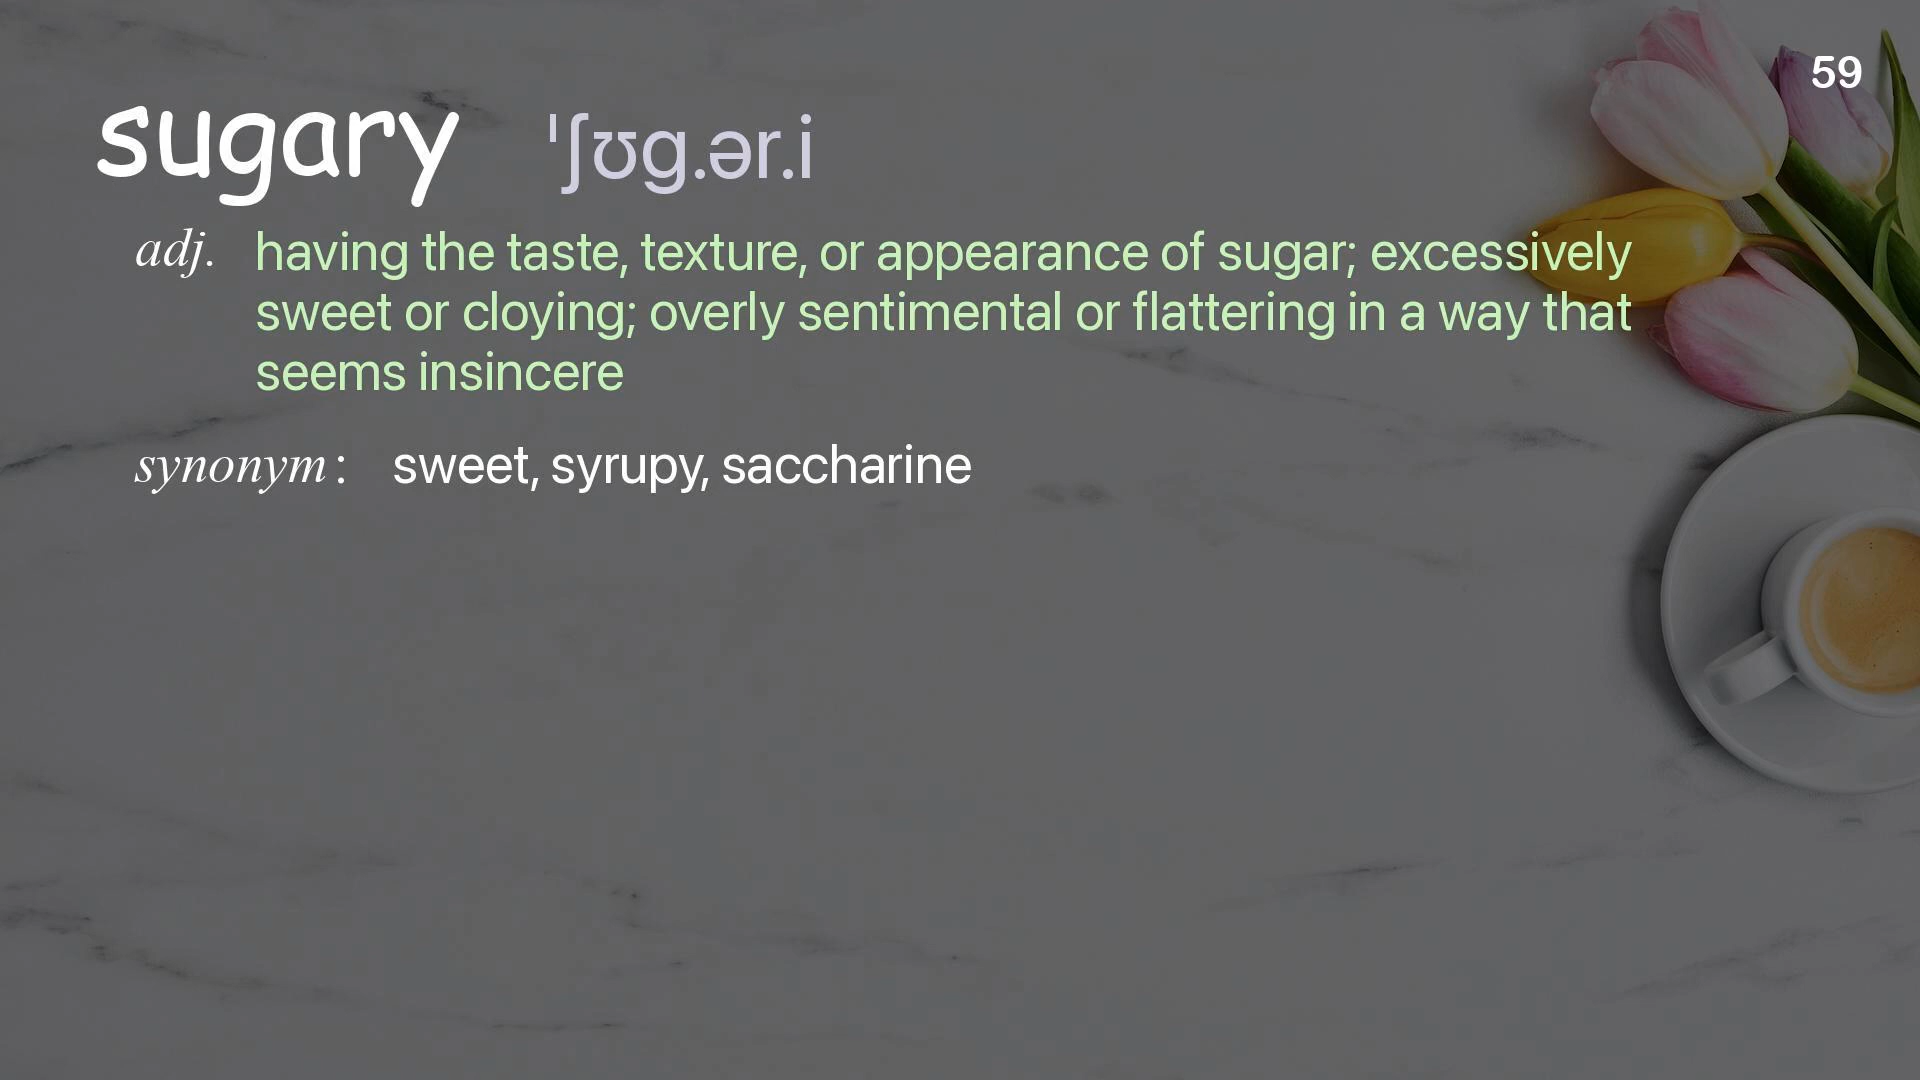 59
sugary ˈʃʊg.ər.i
adj. having the taste, texture, or appearance of sugar; excessively
sweet or cloying; overly sentimental or flattering in a way that
seems insincere
synonym : sweet, syrupy, saccharine